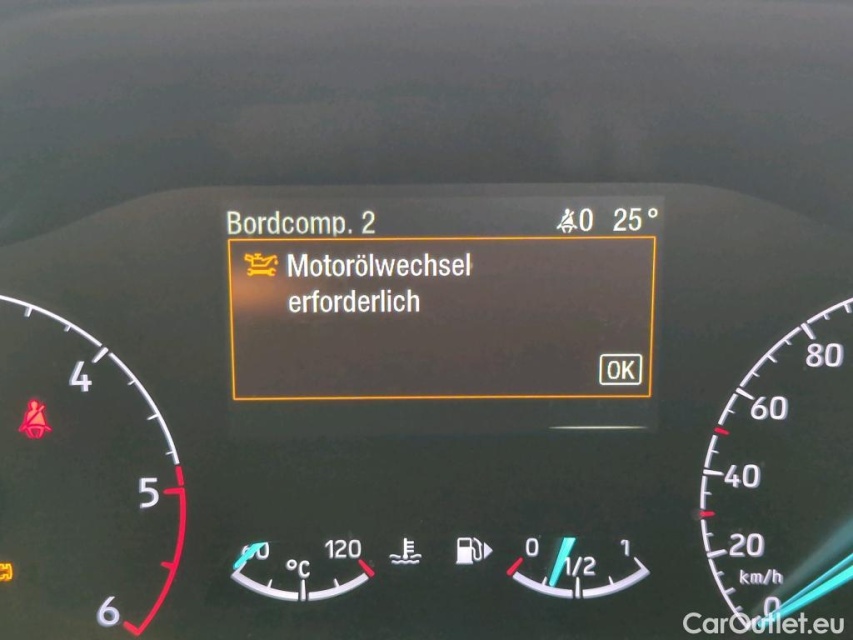 Bordcomp. 2
0 25°
Motorölwechsel
erforderlich
OK
4
5
6
80
60
40
20
km/h
0
120
°C
0
1/2
1
CarOutlet.eu